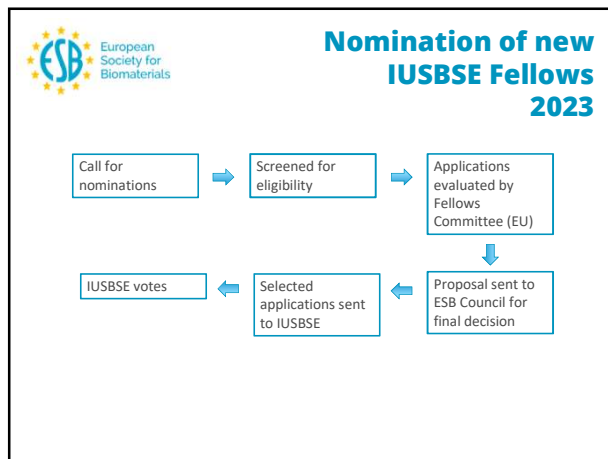 ESB
European
Society for
Biomaterials
Nomination of new
IUSBSE Fellows
2023
Call for
nominations
Screened for
eligibility
Applications
evaluated by
Fellows
Committee (EU)
Proposal sent to
ESB Council for
final decision
Selected
applications sent
to IUSBSE
IUSBSE votes